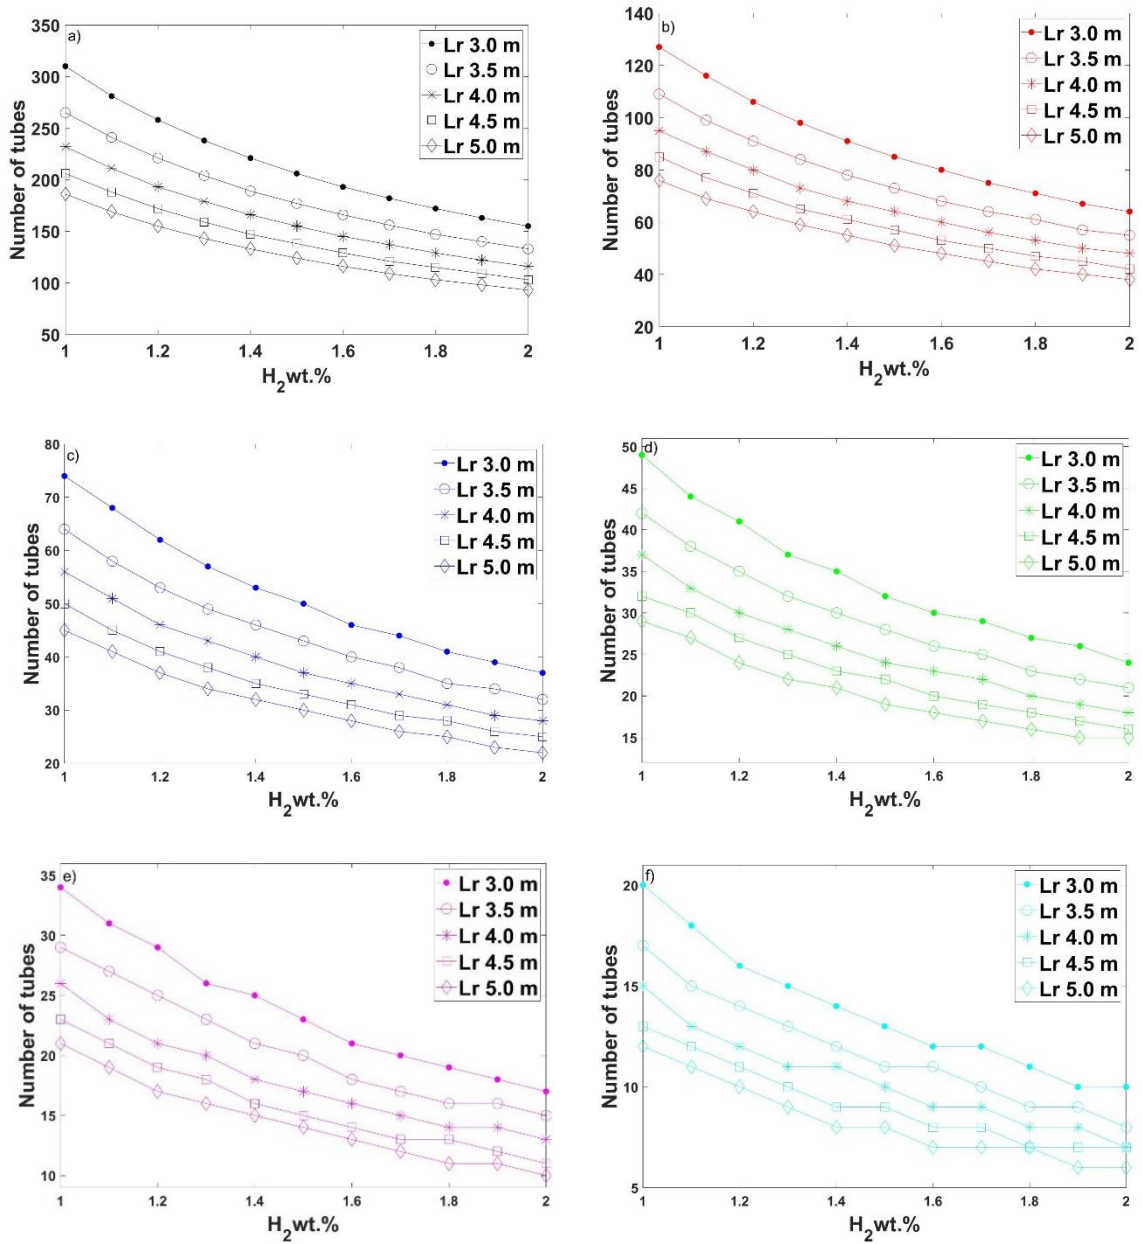 a)
350
300
250
200
150
100
50
Number of tubes
1 1.2 1.4 1.6 1.8 2
H2wt.%
Lr 3.0 m
Lr 3.5 m
Lr 4.0 m
Lr 4.5 m
Lr 5.0 m
b)
140
120
100
80
60
40
20
Number of tubes
1 1.2 1.4 1.6 1.8 2
H2wt.%
Lr 3.0 m
Lr 3.5 m
Lr 4.0 m
Lr 4.5 m
Lr 5.0 m
c)
80
70
60
50
40
30
20
Number of tubes
1 1.2 1.4 1.6 1.8 2
H2wt.%
Lr 3.0 m
Lr 3.5 m
Lr 4.0 m
Lr 4.5 m
Lr 5.0 m
d)
50
45
40
35
30
25
20
15
Number of tubes
1 1.2 1.4 1.6 1.8 2
H2wt.%
Lr 3.0 m
Lr 3.5 m
Lr 4.0 m
Lr 4.5 m
Lr 5.0 m
e)
35
30
25
20
15
10
Number of tubes
1 1.2 1.4 1.6 1.8 2
H2wt.%
Lr 3.0 m
Lr 3.5 m
Lr 4.0 m
Lr 4.5 m
Lr 5.0 m
f)
20
15
10
5
Number of tubes
1 1.2 1.4 1.6 1.8 2
H2wt.%
Lr 3.0 m
Lr 3.5 m
Lr 4.0 m
Lr 4.5 m
Lr 5.0 m